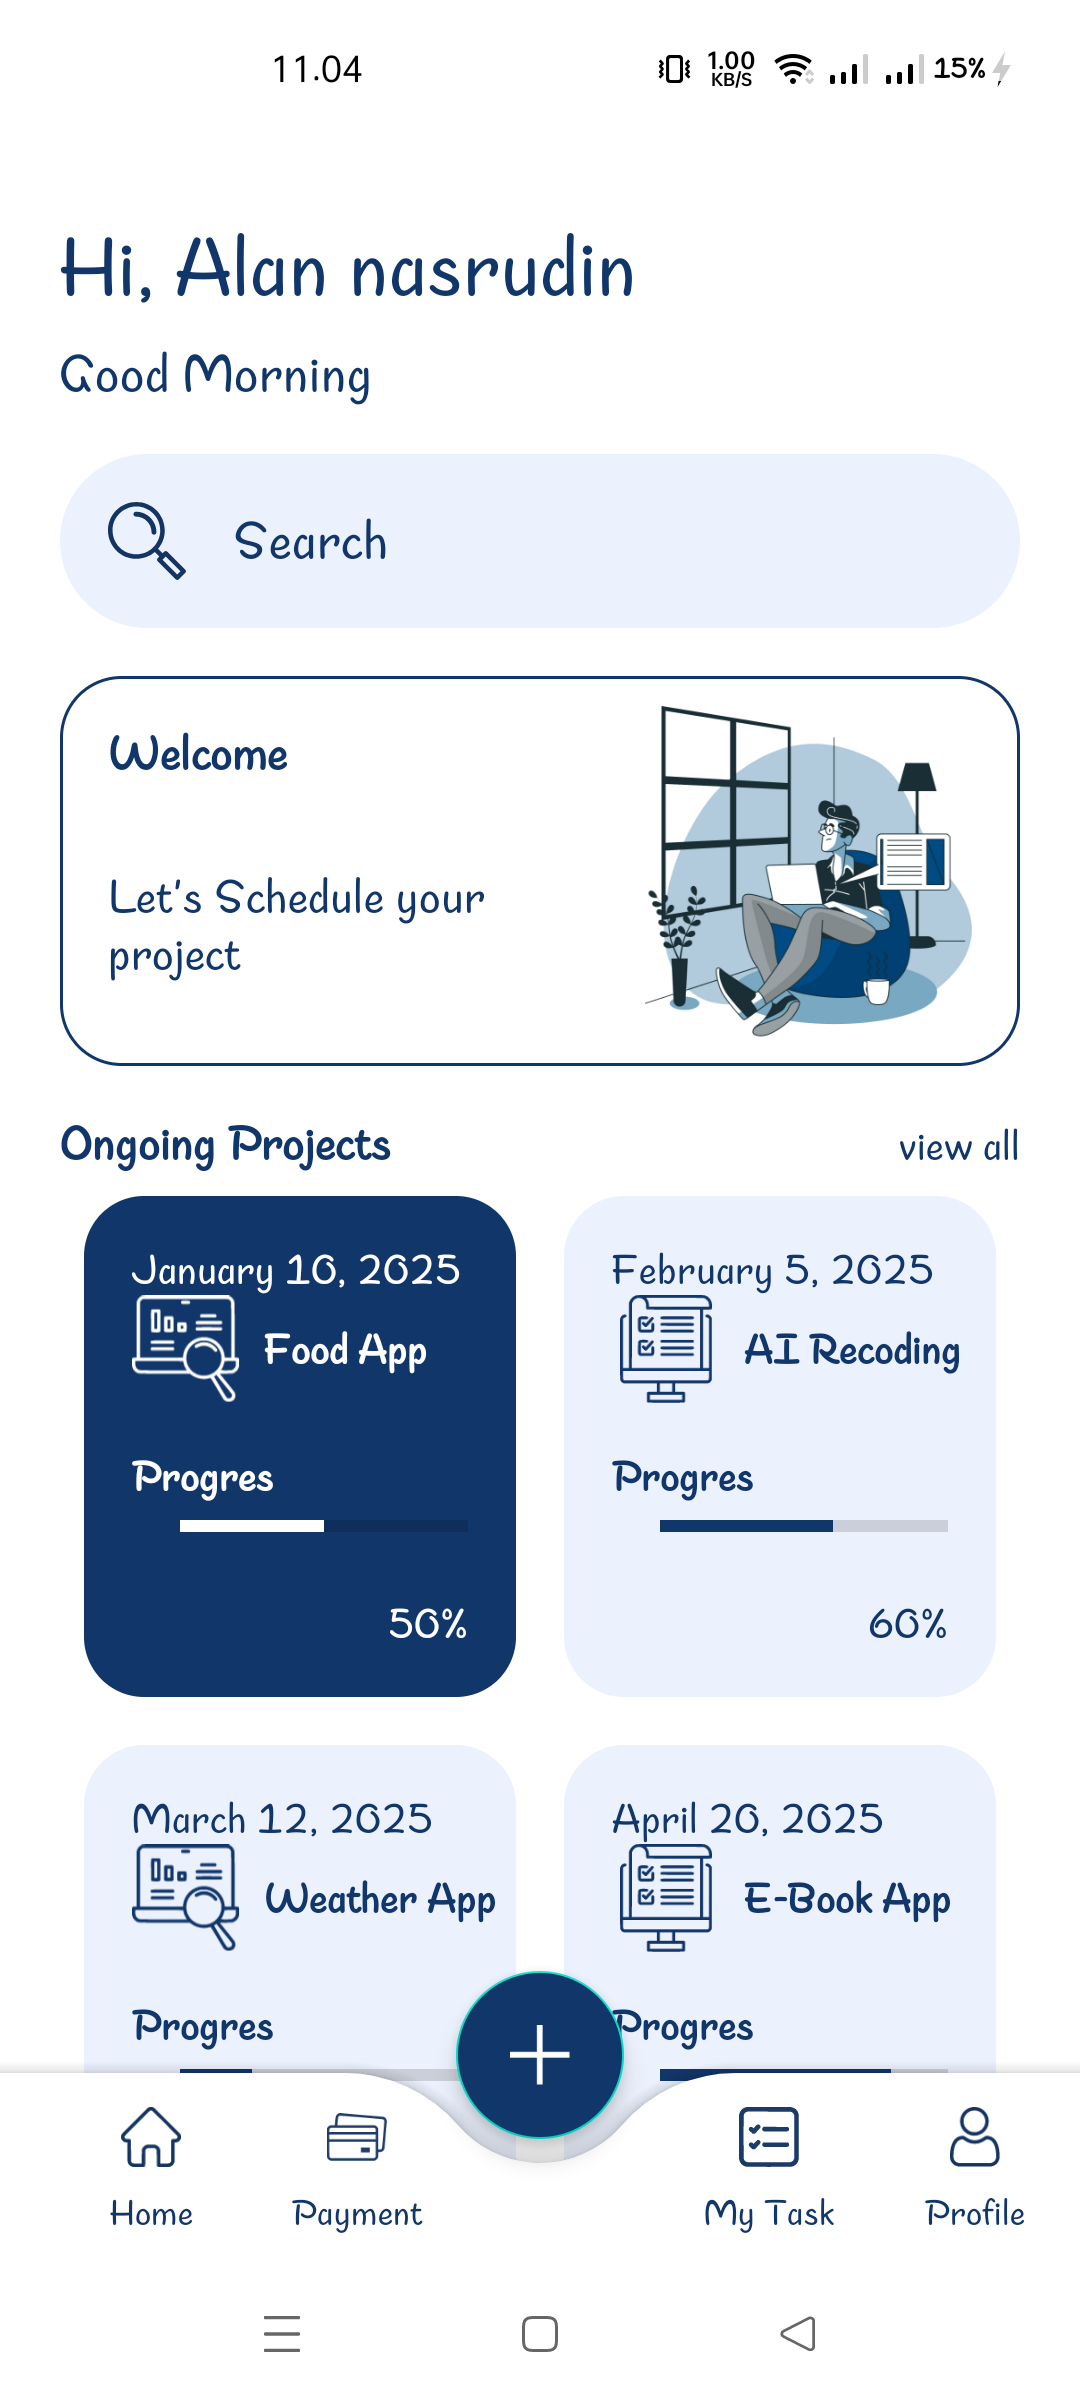 11.04
1.00
KB/S
15%
Hi, Alan nasrudin
Good Morning
Search
Welcome
Let's Schedule your
project
Ongoing Projects
view all
January 10, 2025
Food App
Progres
50%
February 5, 2025
AI Recoding
Progres
60%
March 12, 2025
Weather App
Progres
April 20, 2025
E-Book App
Progres
Home
Payment
My Task
Profile